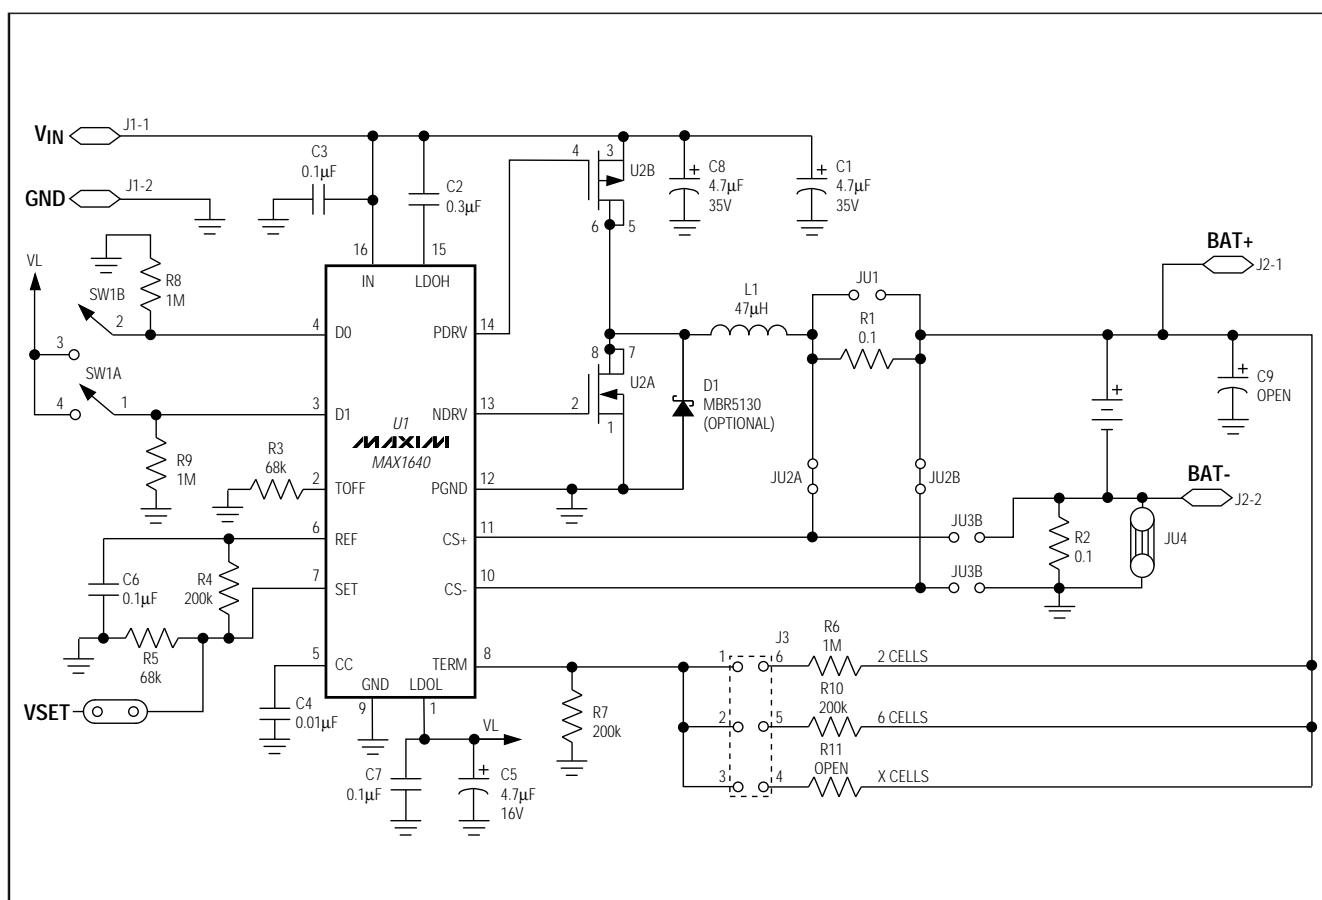 VIN
J1-1
GND
J1-2
C3
0.1µF
C2
0.3µF
4
3
U2B
6
5
C8
4.7µF
35V
C1
4.7µF
35V
+
+
BAT+
J2-1
VL
R8
1M
SW1B
2
3
SW1A
4
1
R9
1M
16
15
IN
LDOH
4
D0
PDRV
14
3
D1
NDRV
13
U1
MAXIM
MAX1640
2
TOFF
PGND
12
6
REF
CS+
11
7
SET
CS-
10
5
CC
TERM
8
GND
LDOL
9
1
R3
68k
8
7
U2A
2
1
D1
MBR5130
(OPTIONAL)
L1
47µH
JU1
R1
0.1
JU2A
JU2B
+
+
C9
OPEN
BAT-
J2-2
JU3B
JU3B
R2
0.1
JU4
C6
0.1µF
R4
200k
R5
68k
VSET
C4
0.01µF
VL
C7
0.1µF
+
C5
4.7µF
16V
R7
200k
J3
1
6
R6
1M
2 CELLS
2
5
R10
200k
6 CELLS
3
4
R11
OPEN
X CELLS